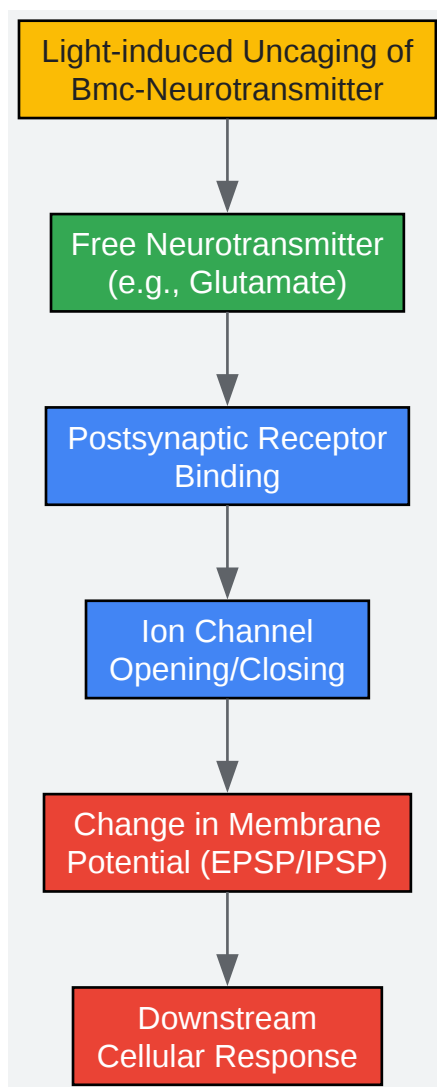 Light-induced Uncaging of
Bmc-Neurotransmitter
Free Neurotransmitter
(e.g., Glutamate)
Postsynaptic Receptor
Binding
Ion Channel
Opening/Closing
Change in Membrane
Potential (EPSP/IPSP)
Downstream
Cellular Response